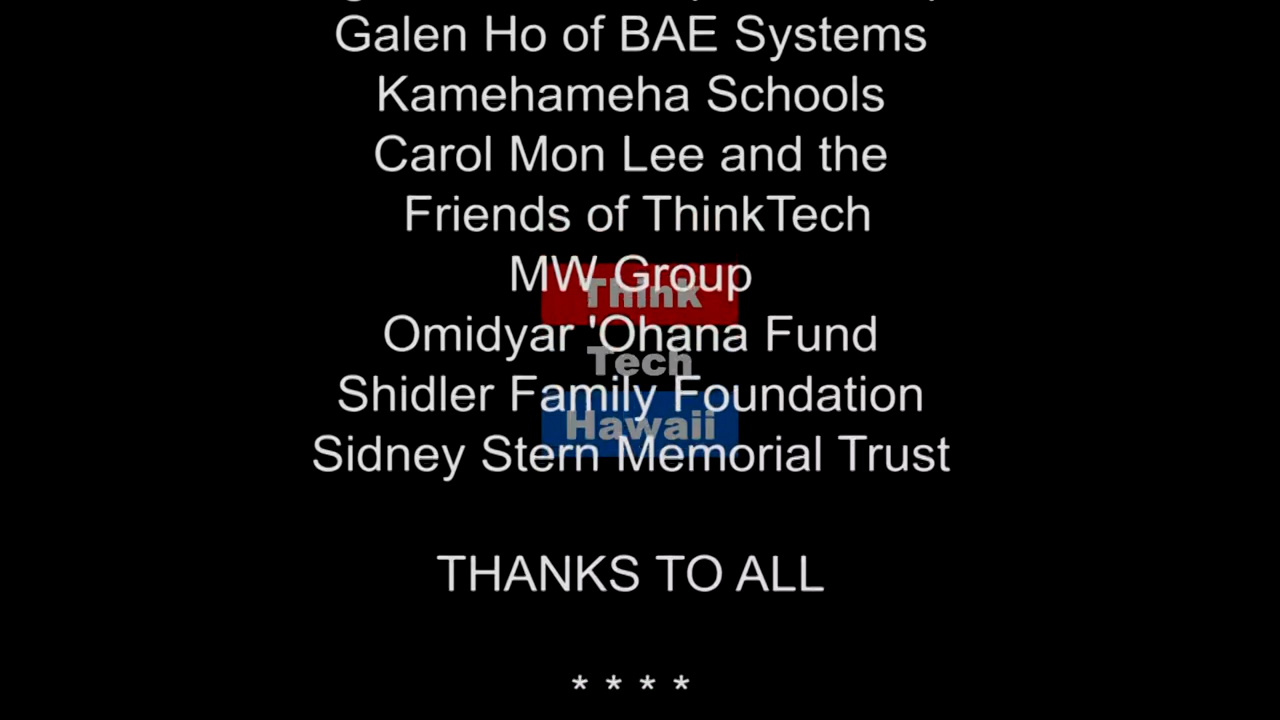 Galen Ho of BAE Systems
Kamehameha Schools
Carol Mon Lee and the
Friends of ThinkTech
MW Group
Think
Omidyar 'Ohana Fund
Tech
Shidler Family Foundation
Hawaii
Sidney Stern Memorial Trust
THANKS TO ALL
* * * *